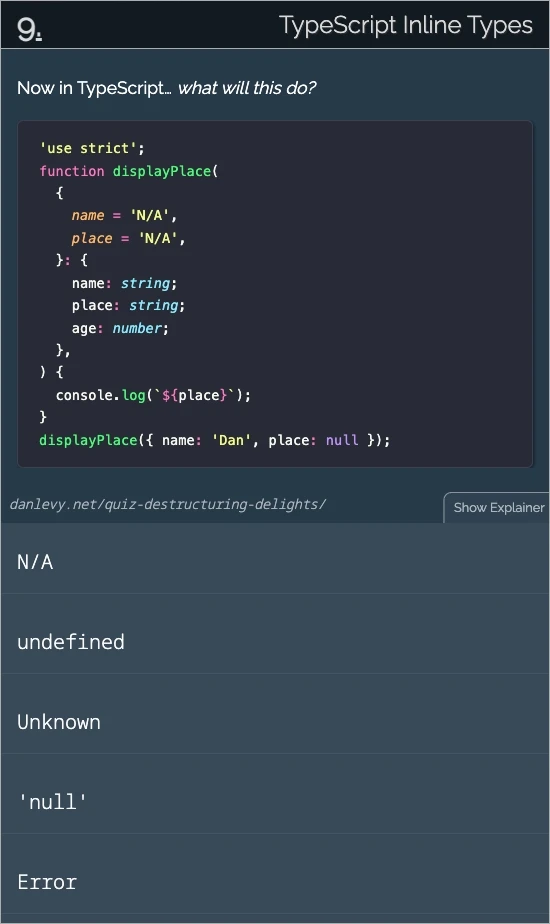 9.
TypeScript Inline Types
Now in TypeScript… what will this do?
'use strict';
function displayPlace(
  {
    name = 'N/A',
    place = 'N/A',
  }: {
    name: string;
    place: string;
    age: number;
  },
) {
  console.log(`${place}`);
}
displayPlace({ name: 'Dan', place: null });
danlevy.net/quiz-destructuring-delights/
Show Explainer
N/A
undefined
Unknown
'null'
Error